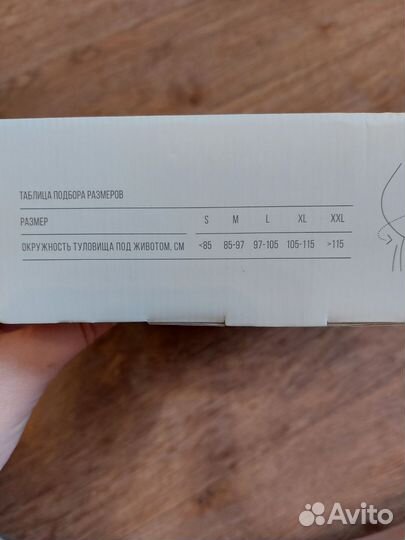 ТАБЛИЦА ПОДБОРА РАЗМЕРОВ
РАЗМЕР S M L XL XXL
ОКРУЖНОСТЬ ТУЛОВИЩА ПОД ЖИВОТОМ, СМ <85 85-97 97-105 105-115 >115
Avito